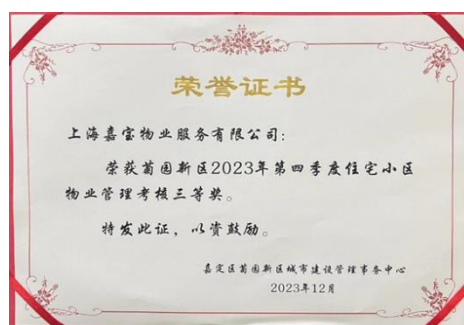 荣誉证书
上海嘉宝物业服务有限公司：
荣获菊园新区2023年第四季度住宅小区
物业管理考核三等奖。
特发此证，以资鼓励。
嘉定区菊园新区城市建设管理事务中心
2023年12月